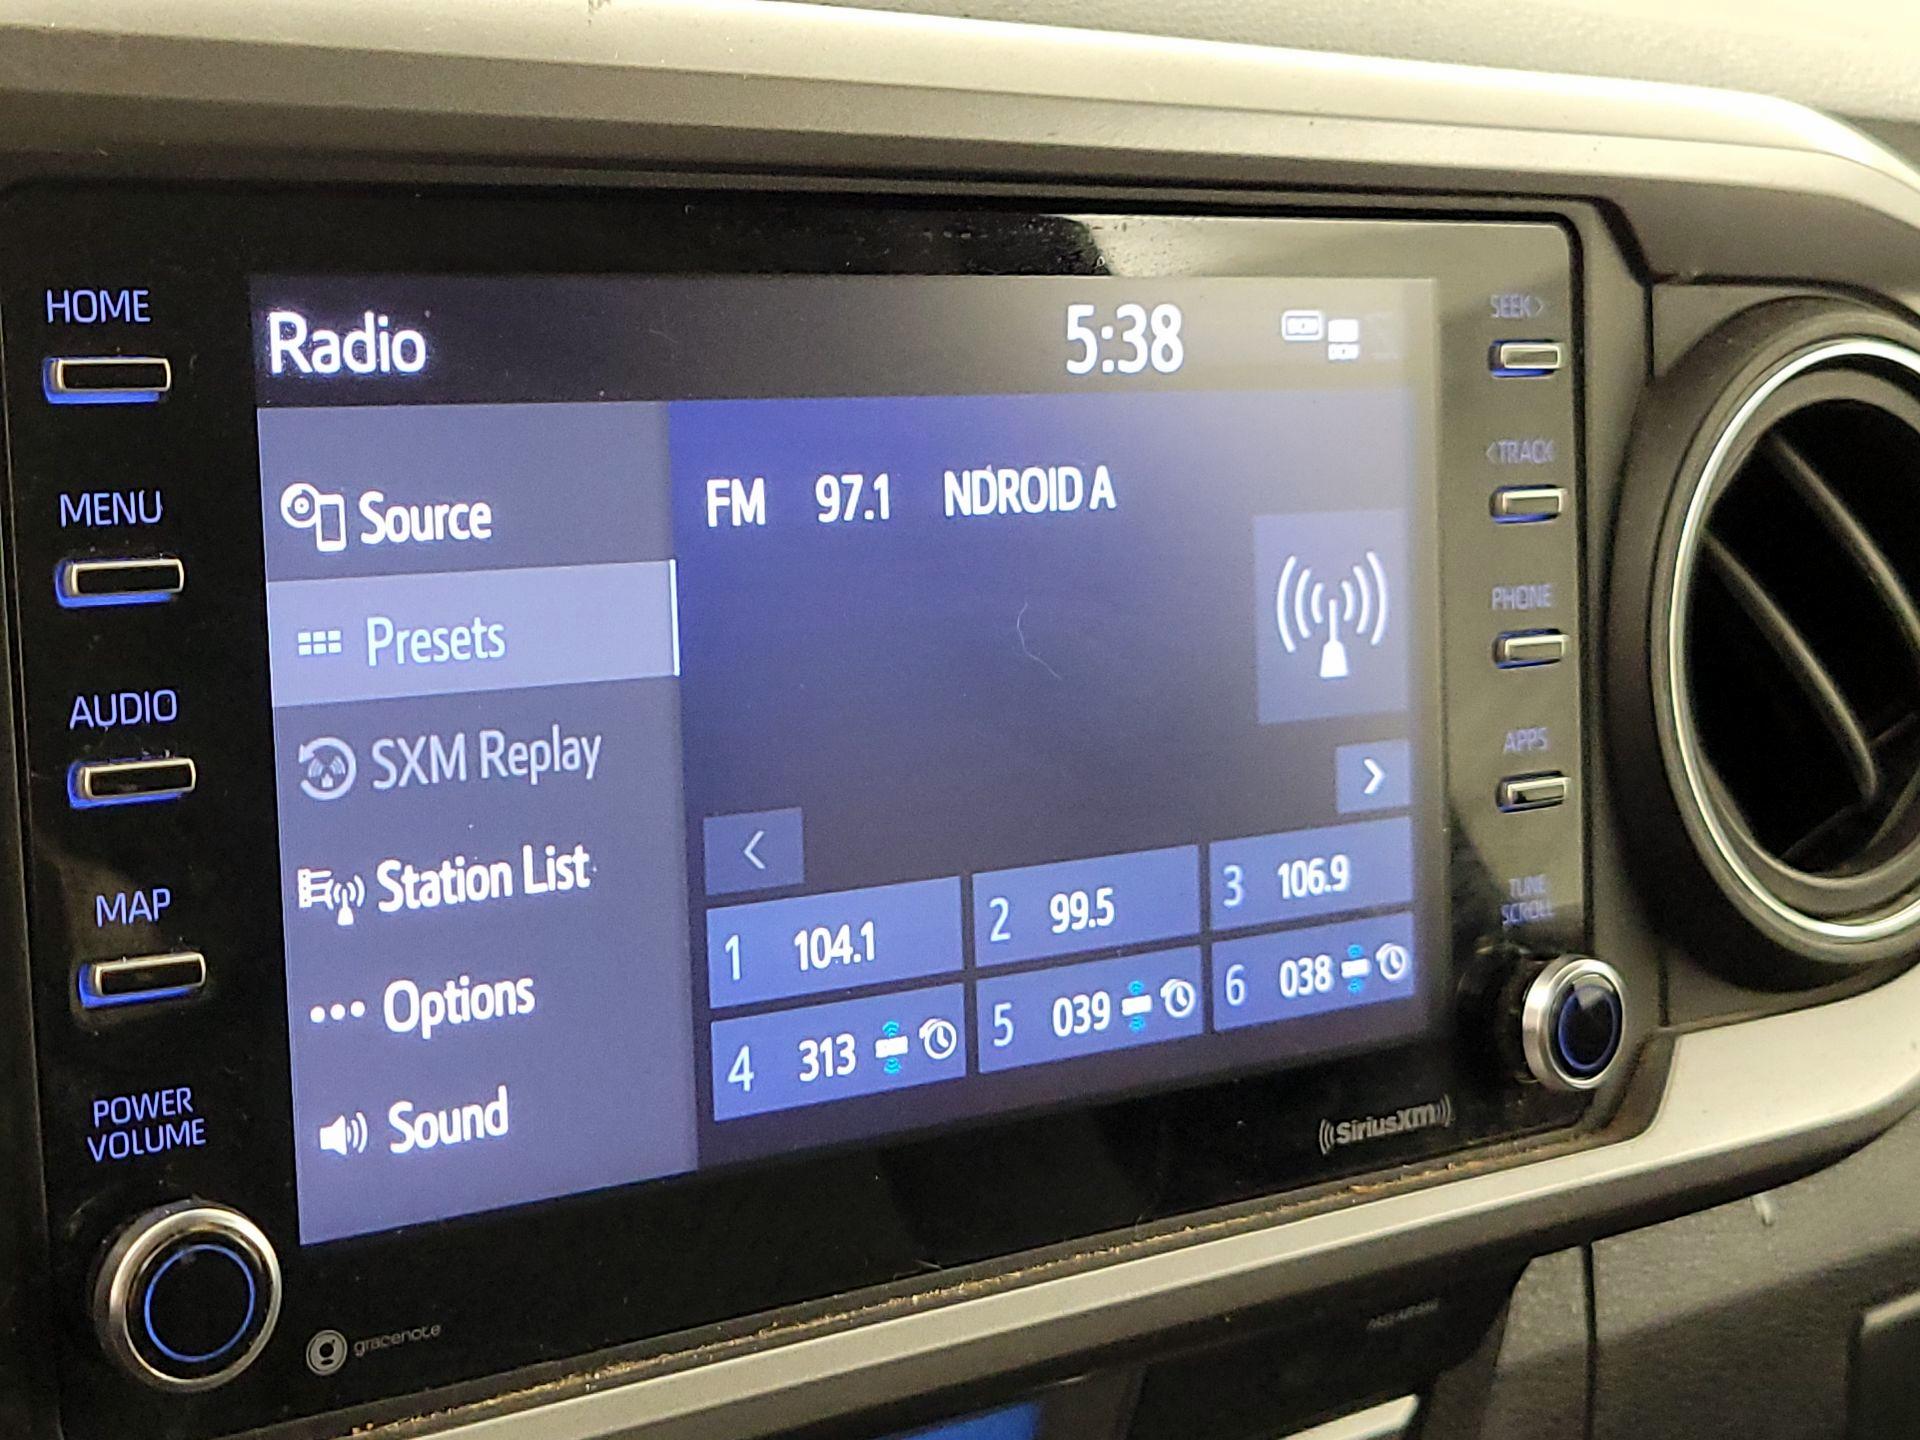 HOME
MENU
AUDIO
MAP
POWER
VOLUME
Radio
5:38
DCM
DCM
Source
Presets
SXM Replay
Station List
Options
Sound
FM 97.1 NDROID A
<
>
1 104.1
2 99.5
3 106.9
4 313
5 039
6 038
SEEK >
< TRACK
PHONE
APPS
TUNE
SCROLL
((SiriusXM))
gracenote